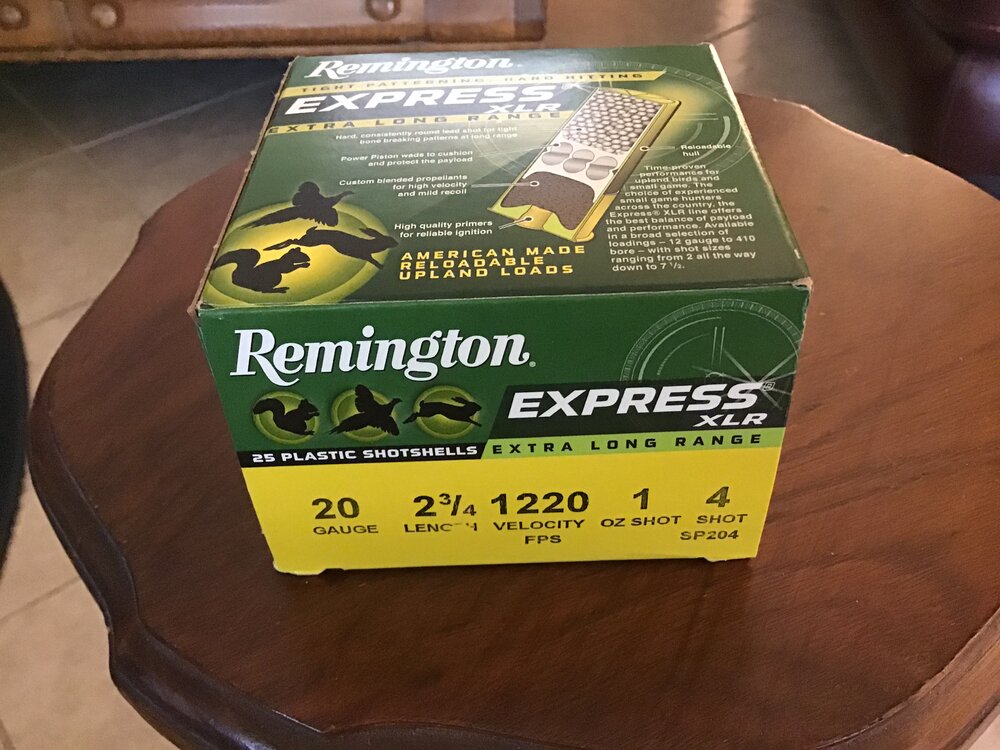 Remington
TIGHT PATTERNING. HARD HITTING
EXPRESS
XLR
EXTRA LONG RANGE
Hard, consistently round lead shot for tight
bone breaking patterns at long range
Power Piston wads to cushion
and protect the payload
Custom blended propellants
for high velocity
and mild recoil
High quality primers
for reliable ignition
AMERICAN MADE
RELOADABLE
UPLAND LOADS
Reloadable
hull
Time-proven
performance for
upland birds and
small game. The
choice of experienced
small game hunters
across the country, the
Express® XLR line offers
the best balance of payload
and performance. Available
in a broad selection of
loadings – 12 gauge to 410
bore – with shot sizes
ranging from 2 all the way
down to 7 ½.
Remington®
EXPRESS®
XLR
25 PLASTIC SHOTSHELLS
EXTRA LONG RANGE
20 2¾ 1220 1 4
GAUGE LENGTH VELOCITY OZ SHOT SHOT
FPS SP204